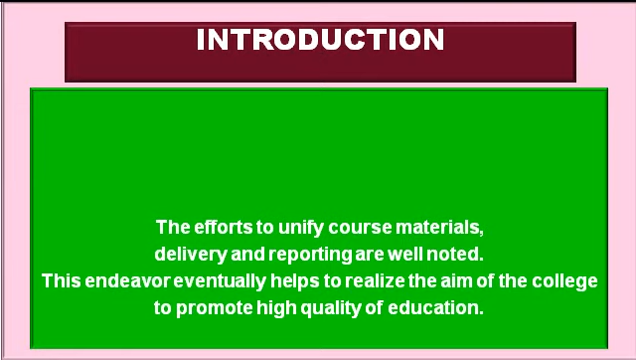 INTRODUCTION
The efforts to unify course materials,
delivery and reporting are well noted.
This endeavor eventually helps to realize the aim of the college
to promote high quality of education.